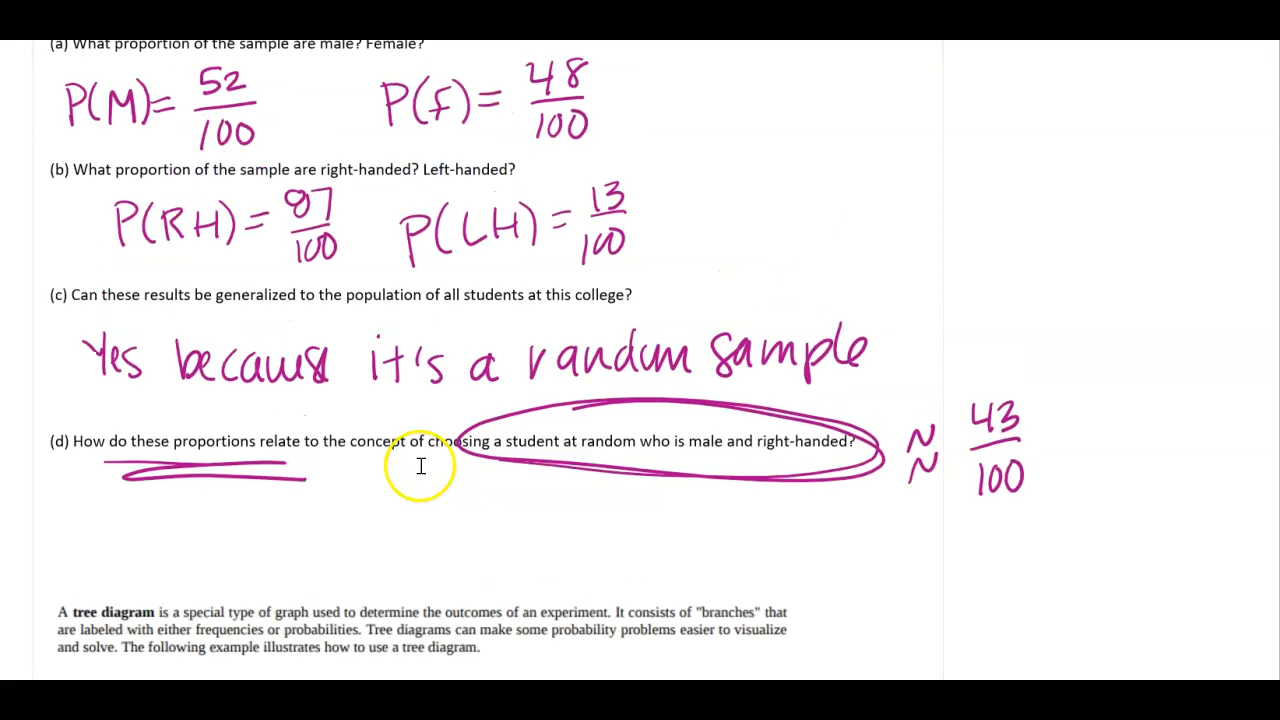 (a) What proportion of the sample are male? Female?
P(M)= 52/100 P(f) = 48/100
(b) What proportion of the sample are right-handed? Left-handed?
P(RH) = 87/100 P(LH) = 13/100
(c) Can these results be generalized to the population of all students at this college?
Yes because it's a random sample
(d) How do these proportions relate to the concept of choosing a student at random who is male and right-handed? ≈ 43/100
A tree diagram is a special type of graph used to determine the outcomes of an experiment. It consists of "branches" that
are labeled with either frequencies or probabilities. Tree diagrams can make some probability problems easier to visualize
and solve. The following example illustrates how to use a tree diagram.